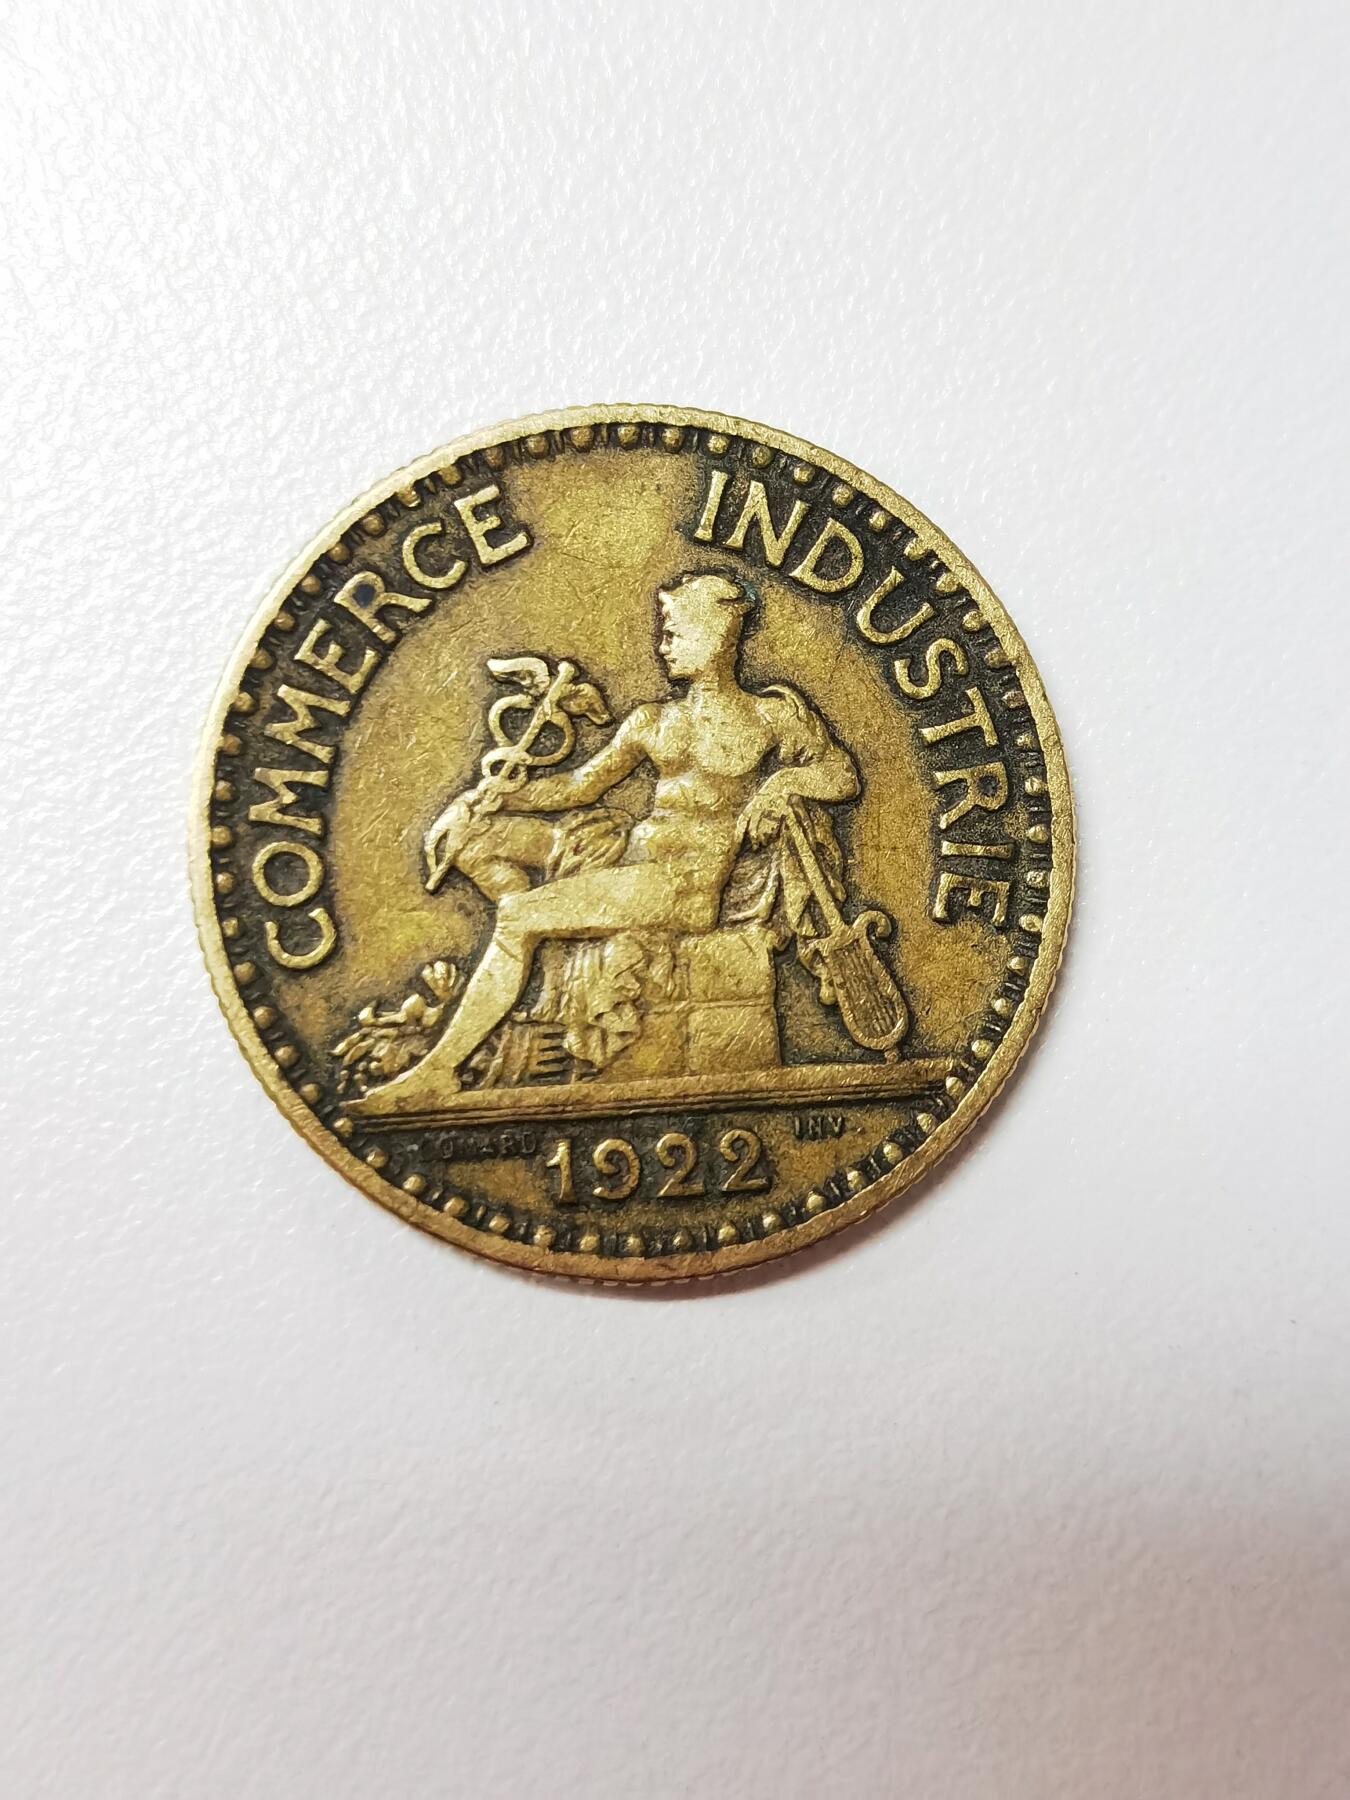 COMMERCE INDUSTRIE
1922
INV.